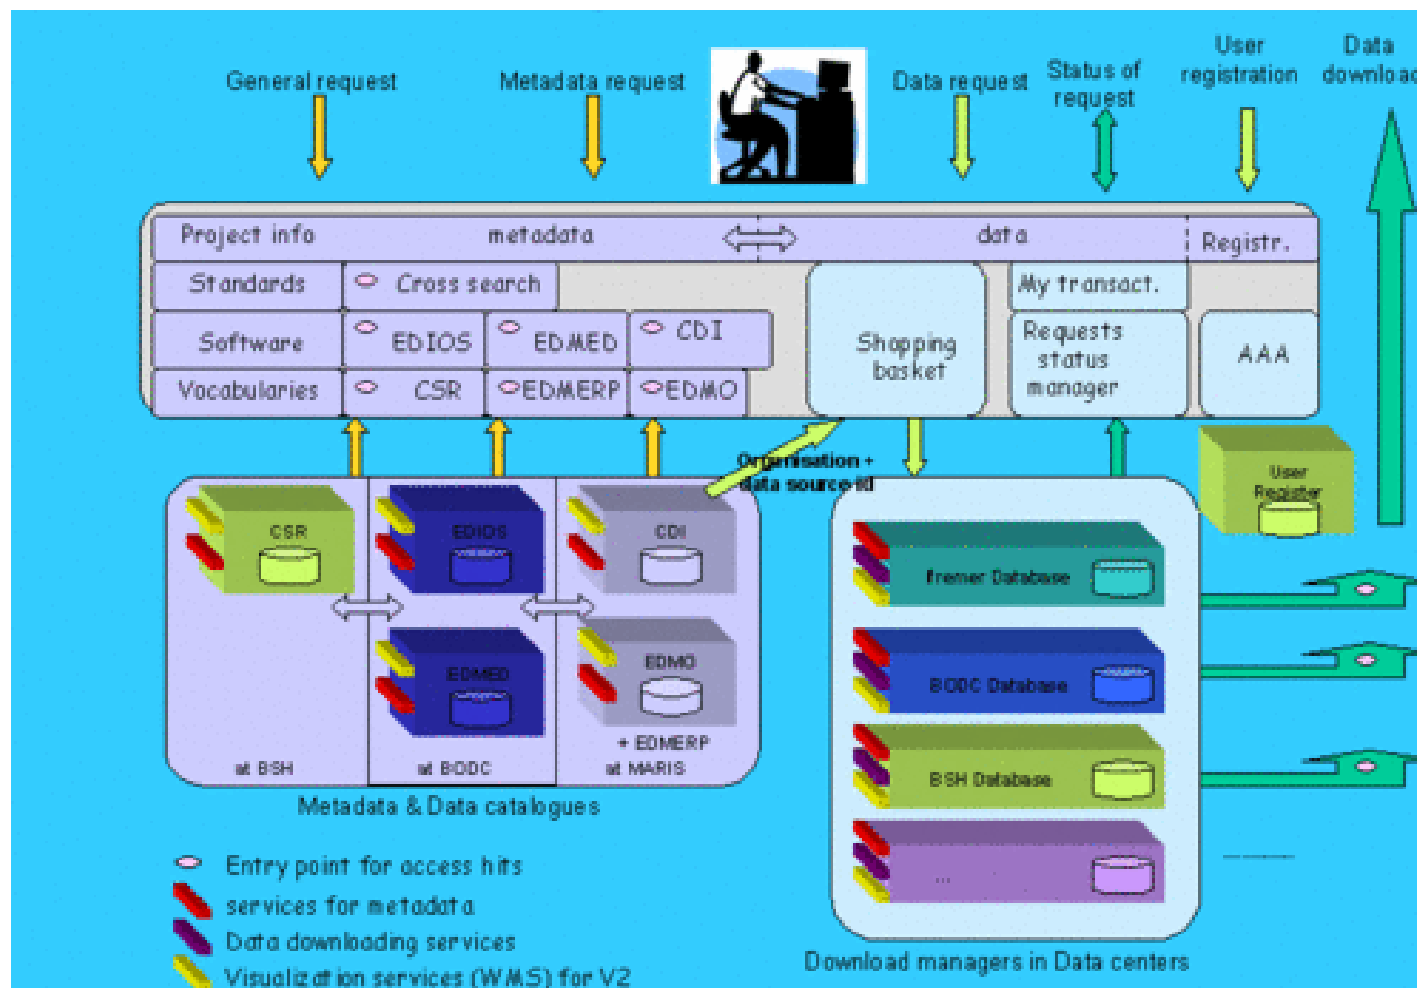 General request
Metadata request
Data request
Status of
request
User
registration
Data
download
Project info
metadata
data
Registr.
Standards
Cross search
My transact.
Software
EDIOS
EDMED
CDI
Shopping
basket
Requests
status
manager
AAA
Vocabularies
CSR
EDMERP
EDMO
Organisation +
data source id
User
Register
CSR
EDIOS
CDI
EDMED
EDMO
+ EDMERP
at BSH
at BODC
at MARIS
Metadata & Data catalogues
Ifremer Database
BODC Database
BSH Database
...
Download managers in Data centers
Entry point for access hits
services for metadata
Data downloading services
Visualization services (WMS) for V2